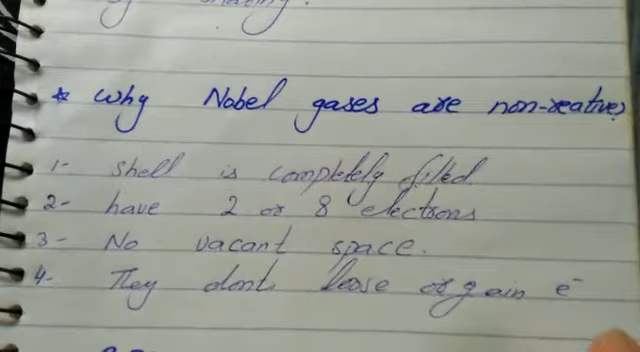 * Why Nobel gases are non-reative?
1- Shell is completely filled
2- have 2 or 8 electrons
3- No vacant space.
4- They dont loose or gain e-